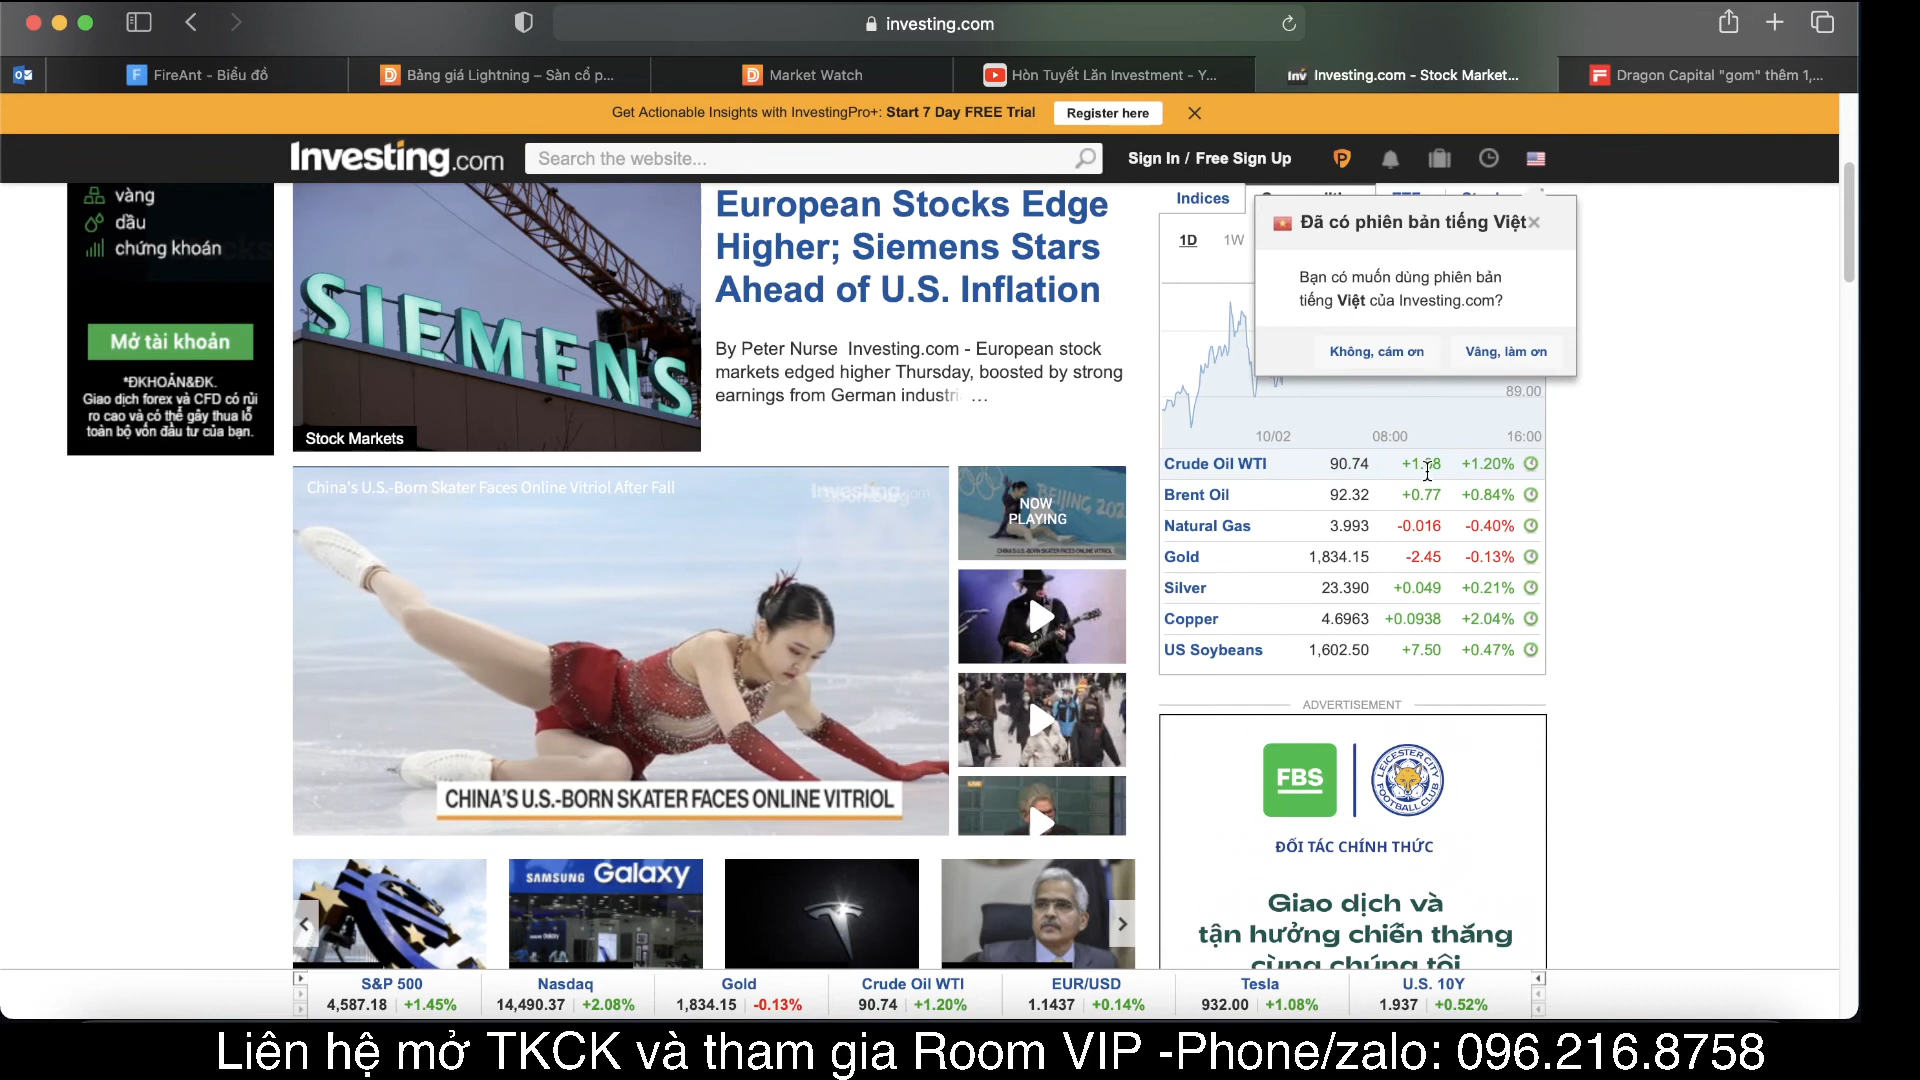 investing.com
FireAnt - Biểu đồ
Bảng giá Lightning – Sàn cổ p...
Market Watch
Hòn Tuyết Lăn Investment - Y...
Investing.com - Stock Market...
Dragon Capital "gom" thêm 1,...
Get Actionable Insights with InvestingPro+: Start 7 Day FREE Trial
Register here
Investing.com
Search the website...
Sign In / Free Sign Up
vàng
dầu
chứng khoán
Mở tài khoản
*ĐKHOẢN&ĐK.
Giao dịch forex và CFD có rủi
ro cao và có thể gây thua lỗ
toàn bộ vốn đầu tư của bạn.
SIEMENS
Stock Markets
European Stocks Edge
Higher; Siemens Stars
Ahead of U.S. Inflation
By Peter Nurse Investing.com - European stock
markets edged higher Thursday, boosted by strong
earnings from German industri ...
Indices
1D 1W
Đã có phiên bản tiếng Việt
Bạn có muốn dùng phiên bản
tiếng Việt của Investing.com?
Không, cám ơn
Vâng, làm ơn
89.00
10/02 08:00 16:00
Crude Oil WTI 90.74 +1.20%
Brent Oil 92.32 +0.77 +0.84%
Natural Gas 3.993 -0.016 -0.40%
Gold 1,834.15 -2.45 -0.13%
Silver 23.390 +0.049 +0.21%
Copper 4.6963 +0.0938 +2.04%
US Soybeans 1,602.50 +7.50 +0.47%
China's U.S.-Born Skater Faces Online Vitriol After Fall
CHINA'S U.S.-BORN SKATER FACES ONLINE VITRIOL
NOW
PLAYING
ADVERTISEMENT
FBS
LEICESTER CITY
FOOTBALL CLUB
ĐỐI TÁC CHÍNH THỨC
Giao dịch và
tận hưởng chiến thắng
cùng chúng tôi
SAMSUNG Galaxy
S&P 500
4,587.18 +1.45%
Nasdaq
14,490.37 +2.08%
Gold
1,834.15 -0.13%
Crude Oil WTI
90.74 +1.20%
EUR/USD
1.1437 +0.14%
Tesla
932.00 +1.08%
U.S. 10Y
1.937 +0.52%
Liên hệ mở TKCK và tham gia Room VIP -Phone/zalo: 096.216.8758